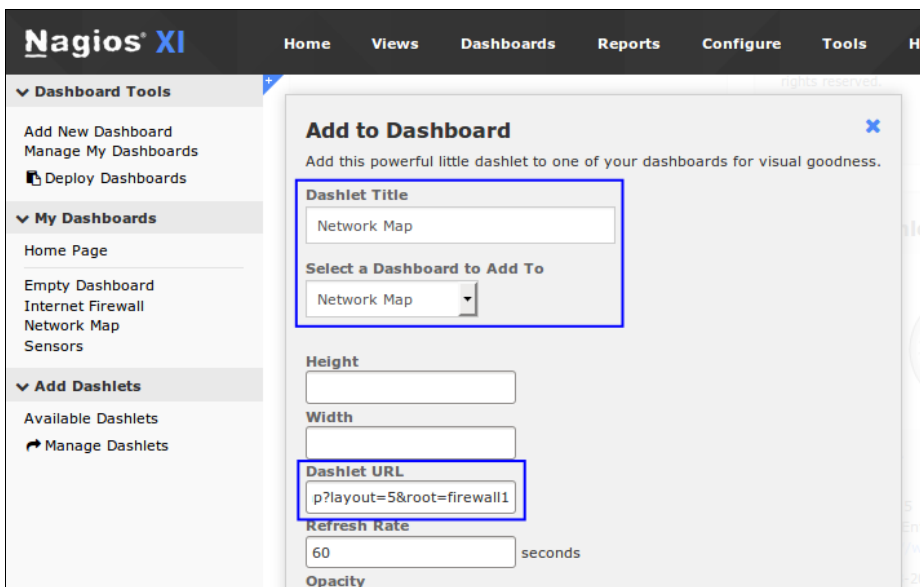 Nagios® XI
Home Views Dashboards Reports Configure Tools H
Dashboard Tools
Add New Dashboard
Manage My Dashboards
Deploy Dashboards
My Dashboards
Home Page
Empty Dashboard
Internet Firewall
Network Map
Sensors
Add Dashlets
Available Dashlets
Manage Dashlets
rights reserved.
Add to Dashboard
Add this powerful little dashlet to one of your dashboards for visual goodness.
Dashlet Title
Network Map
Select a Dashboard to Add To
Network Map
Height
Width
Dashlet URL
p?layout=5&root=firewall1
Refresh Rate
60 seconds
Opacity